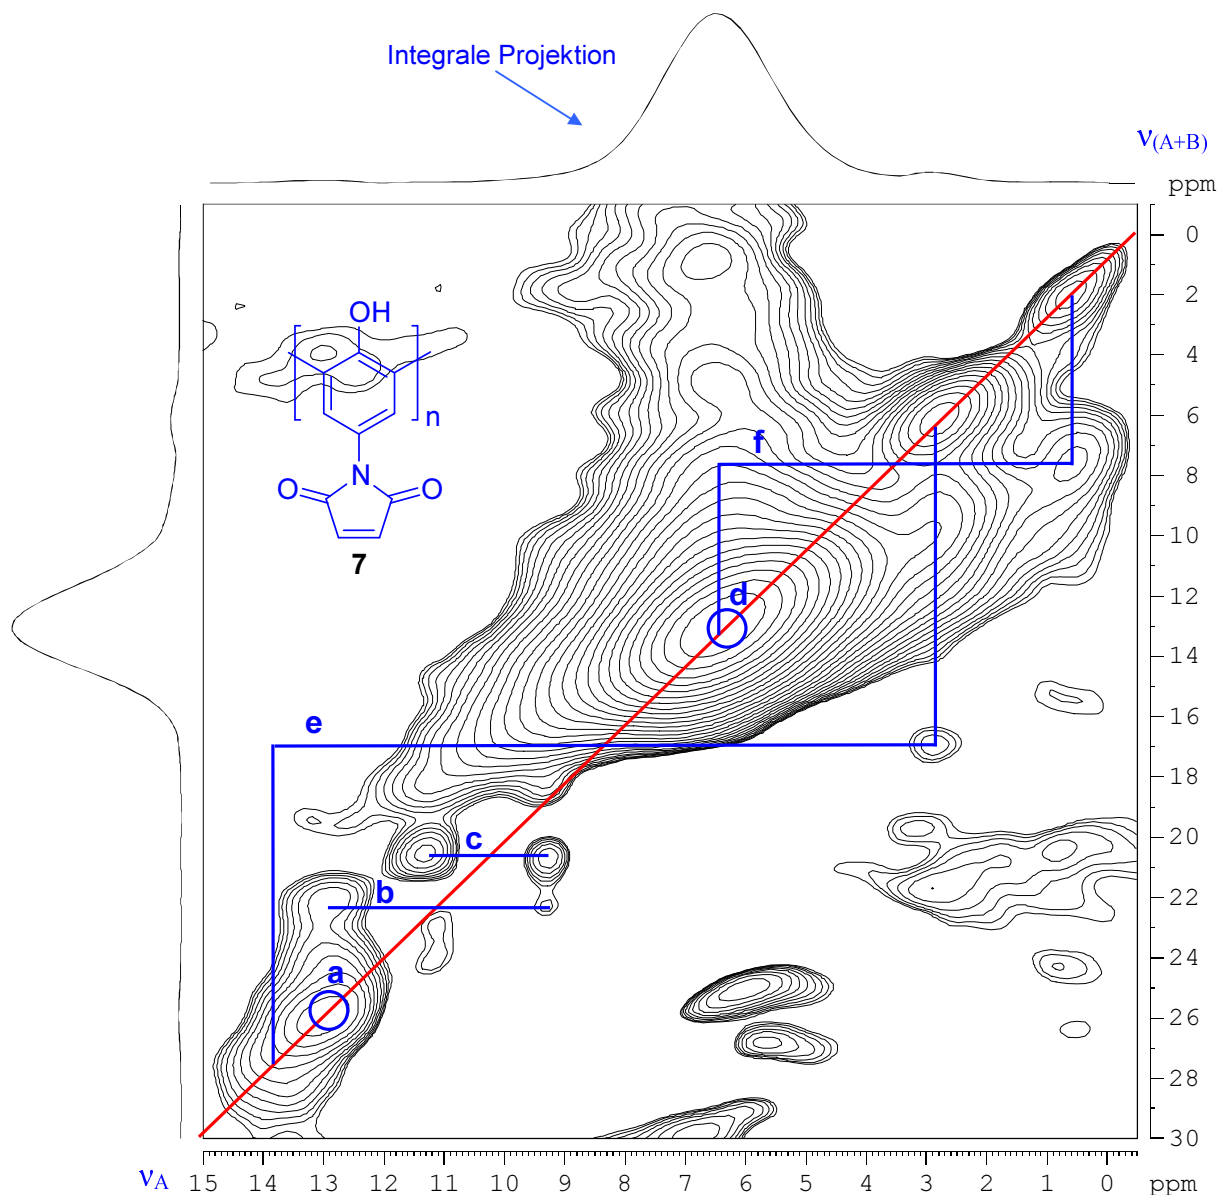 Integrale Projektion
ν(A+B)
ppm
0
2
4
6
8
10
12
14
16
18
20
22
24
26
28
30
OH
n
N
O
O
7
f
d
e
c
b
a
νA
15 14 13 12 11 10 9 8 7 6 5 4 3 2 1 0 ppm